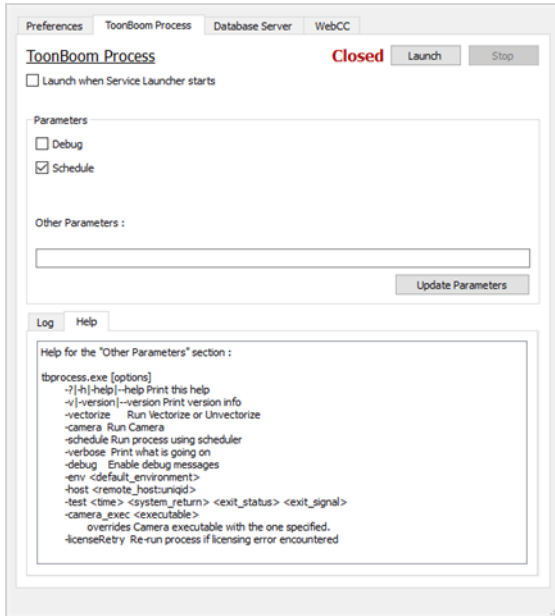 Preferences ToonBoom Process Database Server WebCC
ToonBoom Process Closed Launch Stop
Launch when Service Launcher starts
Parameters
Debug
Schedule
Other Parameters :
Update Parameters
Log Help
Help for the "Other Parameters" section :
tbprocess.exe [options]
-?|-h|-help|--help Print this help
-v|-version|--version Print version info
-vectorize Run Vectorize or Unvectorize
-camera Run Camera
-schedule Run process using scheduler
-verbose Print what is going on
-debug Enable debug messages
-env <default_environment>
-host <remote_host:uniqid>
-test <time> <system_return> <exit_status> <exit_signal>
-camera_exec <executable>
overrides Camera executable with the one specified.
-licenseRetry Re-run process if licensing error encountered